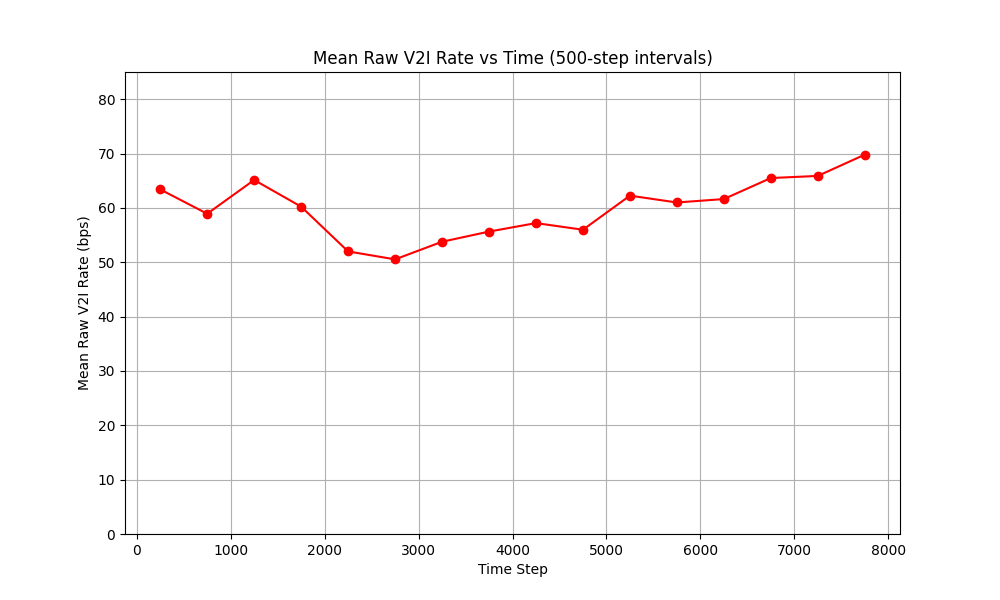 Mean Raw V2I Rate vs Time (500-step intervals)
Mean Raw V2I Rate (bps)
80
70
60
50
40
30
20
10
0
0 1000 2000 3000 4000 5000 6000 7000 8000
Time Step